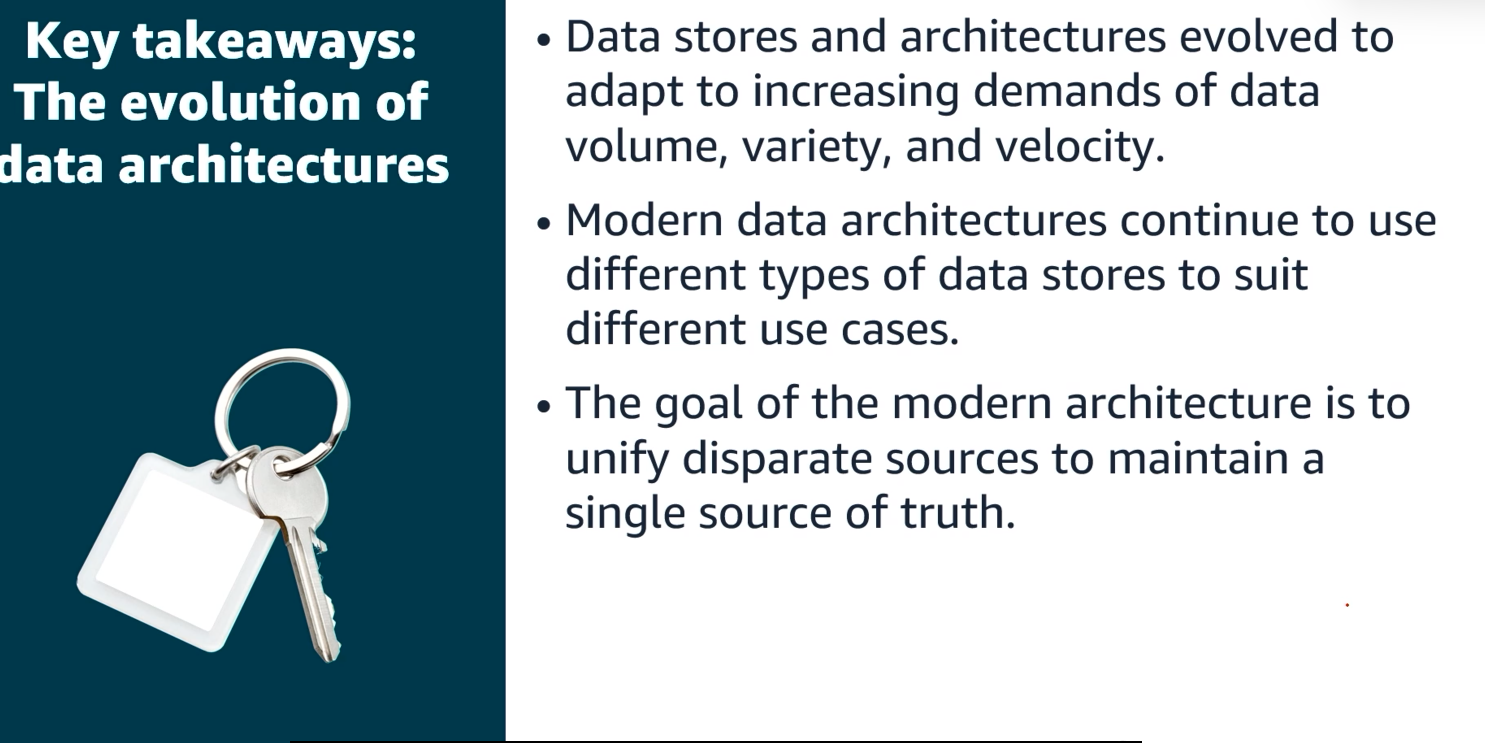 Key takeaways:
The evolution of
data architectures
• Data stores and architectures evolved to
adapt to increasing demands of data
volume, variety, and velocity.
• Modern data architectures continue to use
different types of data stores to suit
different use cases.
• The goal of the modern architecture is to
unify disparate sources to maintain a
single source of truth.